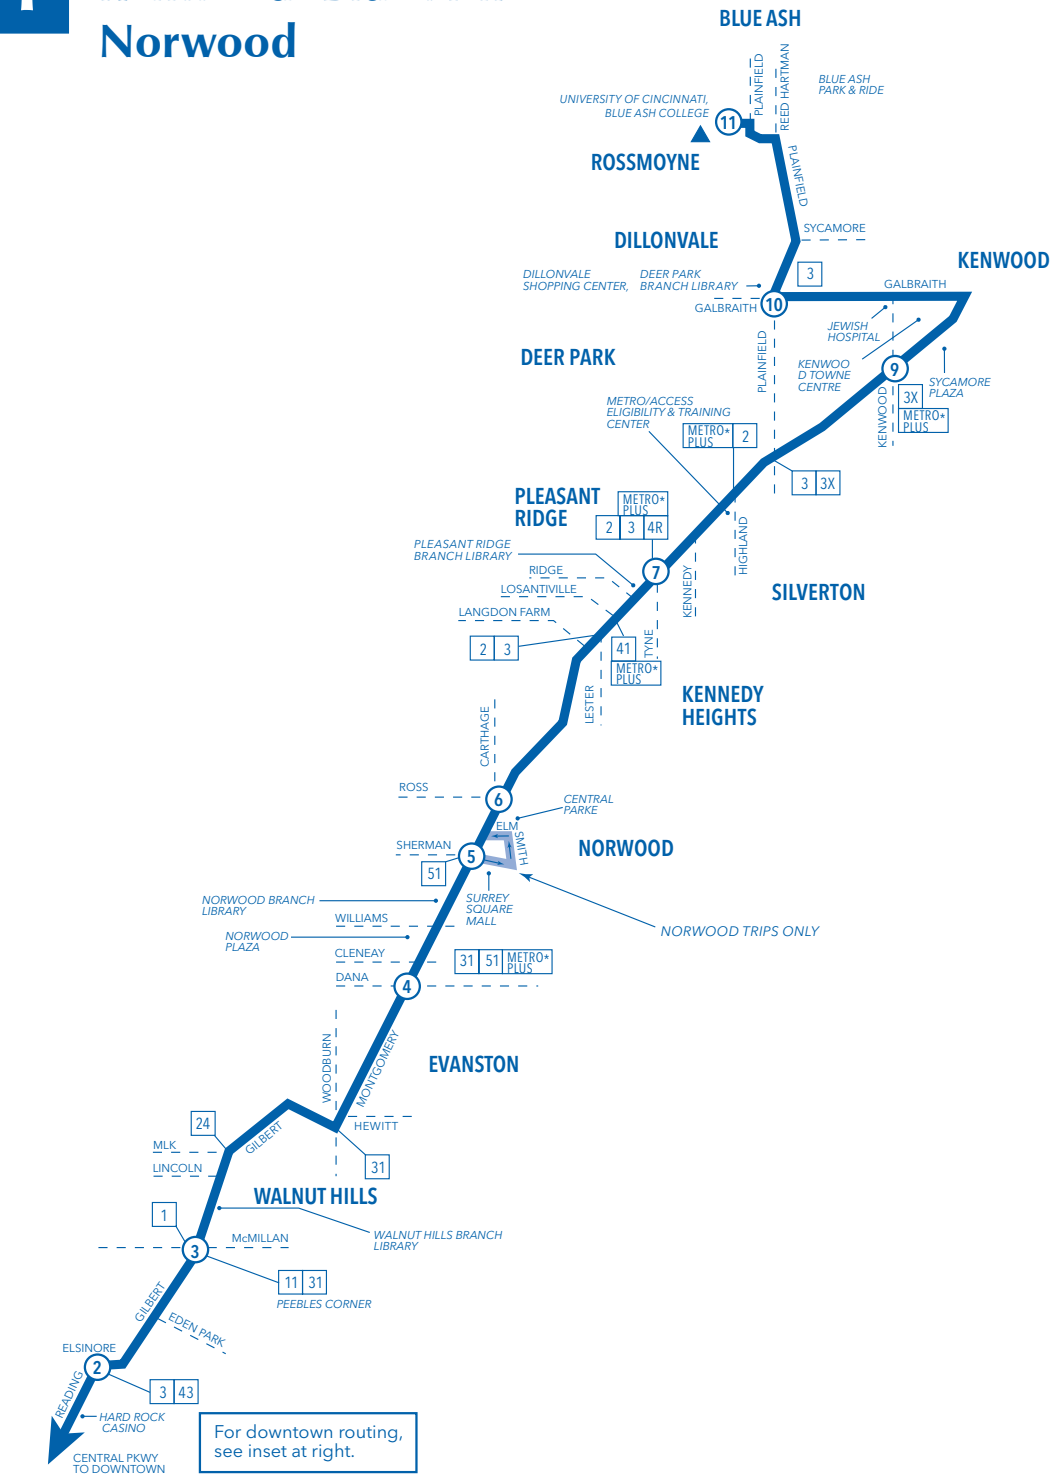 Norwood
BLUE ASH
PLAINFIELD
REED HARTMAN
BLUE ASH
PARK & RIDE
UNIVERSITY OF CINCINNATI,
BLUE ASH COLLEGE
11
ROSSMOYNE
PLAINFIELD
SYCAMORE
DILLONVALE
KENWOOD
3
DILLONVALE
SHOPPING CENTER,
DEER PARK
BRANCH LIBRARY
GALBRAITH
GALBRAITH
10
JEWISH
HOSPITAL
DEER PARK
PLAINFIELD
KENWOO
D TOWNE
CENTRE
9
SYCAMORE
PLAZA
KENWOOD
3X
METRO*
PLUS
METRO/ACCESS
ELIGIBILITY & TRAINING
CENTER
METRO*
PLUS
2
3 3X
PLEASANT
RIDGE
METRO*
PLUS
2 3 4R
HIGHLAND
PLEASANT RIDGE
BRANCH LIBRARY
RIDGE
7
KENNEDY
SILVERTON
LOSANTIVILLE
LANGDON FARM
2 3
41
METRO*
PLUS
TYNE
LESTER
KENNEDY
HEIGHTS
CARTHAGE
ROSS
6
CENTRAL
PARKE
ELM
SMITH
SHERMAN
5
NORWOOD
51
SURREY
SQUARE
MALL
NORWOOD BRANCH
LIBRARY
WILLIAMS
NORWOOD TRIPS ONLY
NORWOOD
PLAZA
CLENEAY
31 51 METRO*
PLUS
DANA
4
WOODBURN
MONTGOMERY
EVANSTON
24
GILBERT
HEWITT
MLK
LINCOLN
31
WALNUT HILLS
1
McMILLAN
WALNUT HILLS BRANCH
LIBRARY
3
11 31
PEEBLES CORNER
GILBERT
EDEN PARK
ELSINORE
2
3 43
READING
HARD ROCK
CASINO
For downtown routing,
see inset at right.
CENTRAL PKWY
TO DOWNTOWN